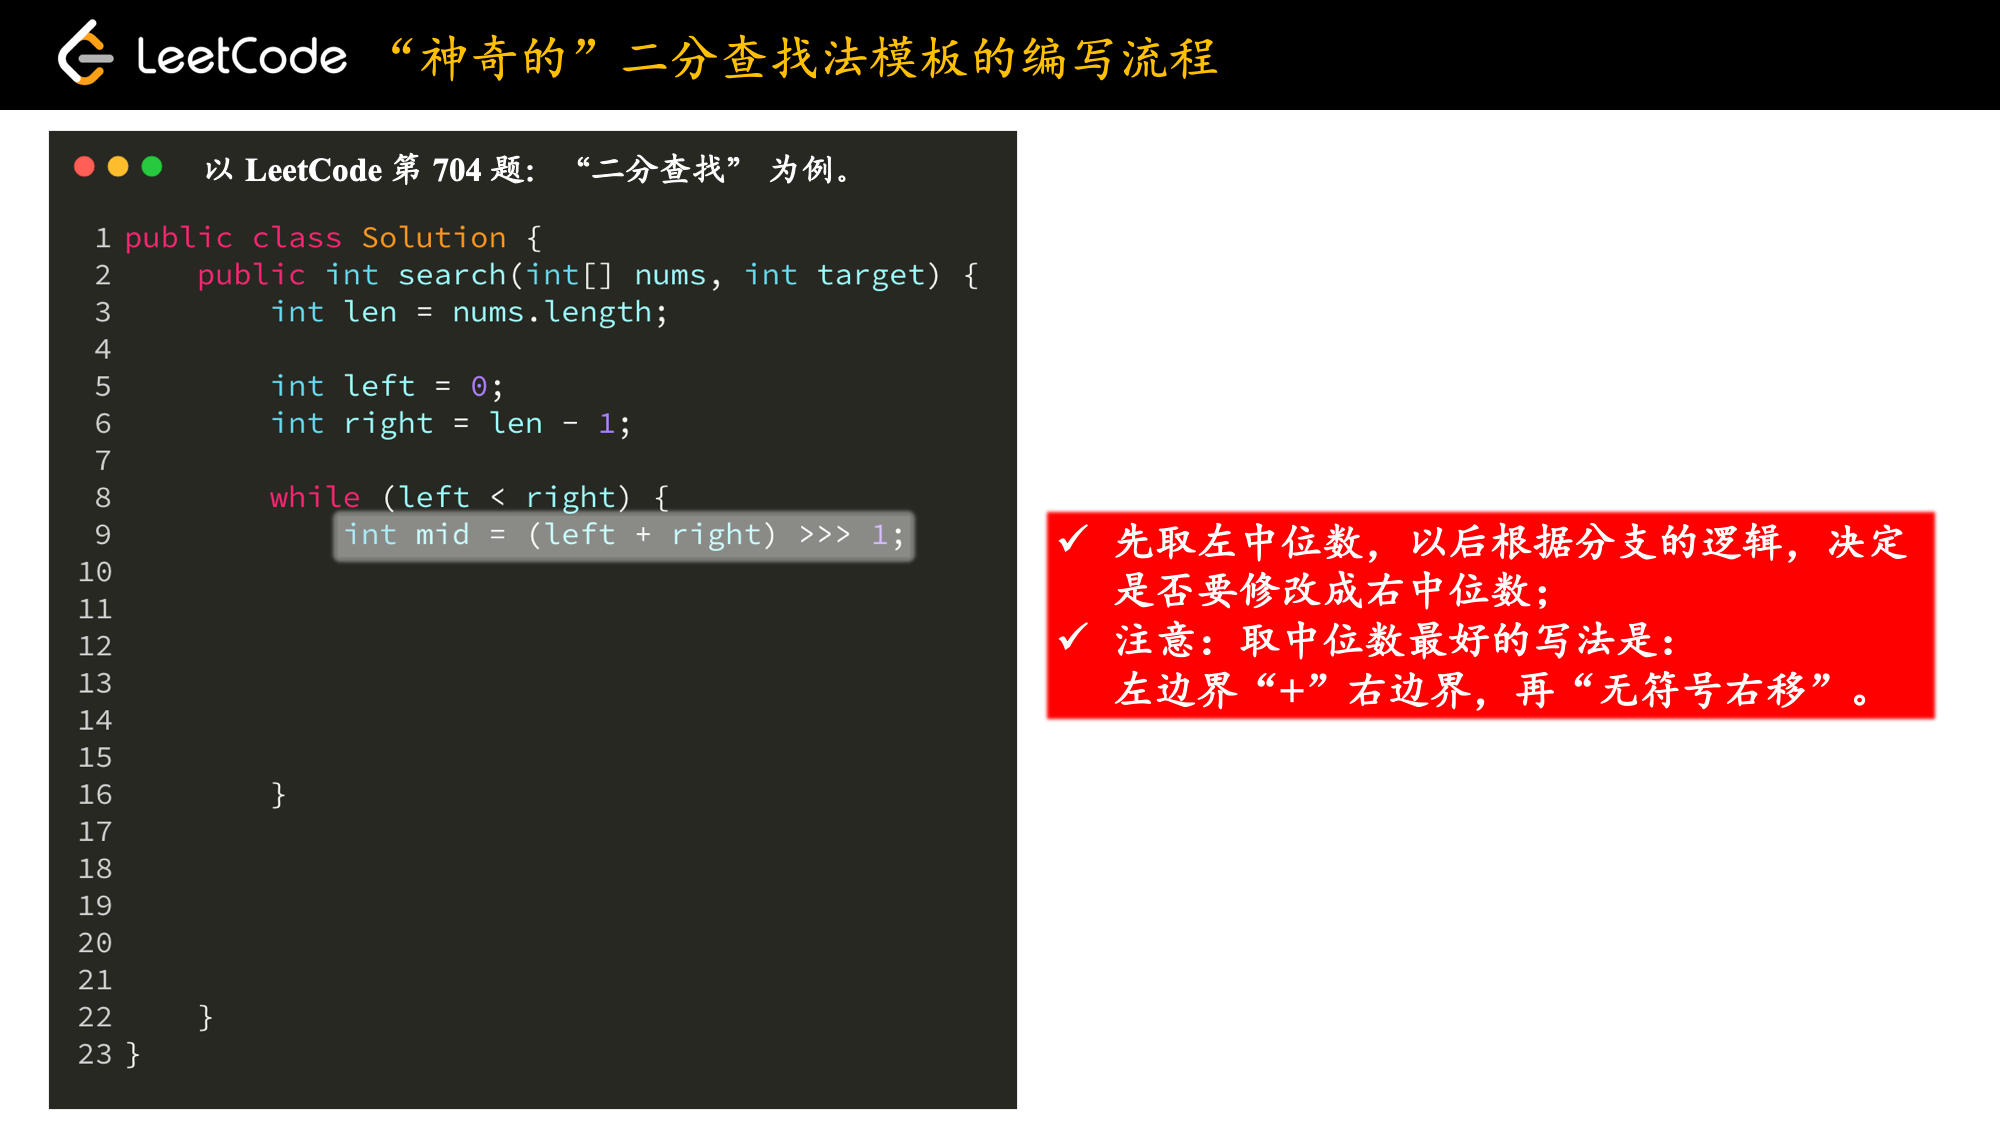 LeetCode “神奇的”二分查找法模板的编写流程
以 LeetCode 第 704 题：“二分查找” 为例。
1 public class Solution {
2     public int search(int[] nums, int target) {
3         int len = nums.length;
4
5         int left = 0;
6         int right = len - 1;
7
8         while (left < right) {
9             int mid = (left + right) >>> 1;
10
11
12
13
14
15
16         }
17
18
19
20
21
22     }
23 }
✓ 先取左中位数，以后根据分支的逻辑，决定
是否要修改成右中位数；
✓ 注意：取中位数最好的写法是：
左边界“+”右边界，再“无符号右移”。